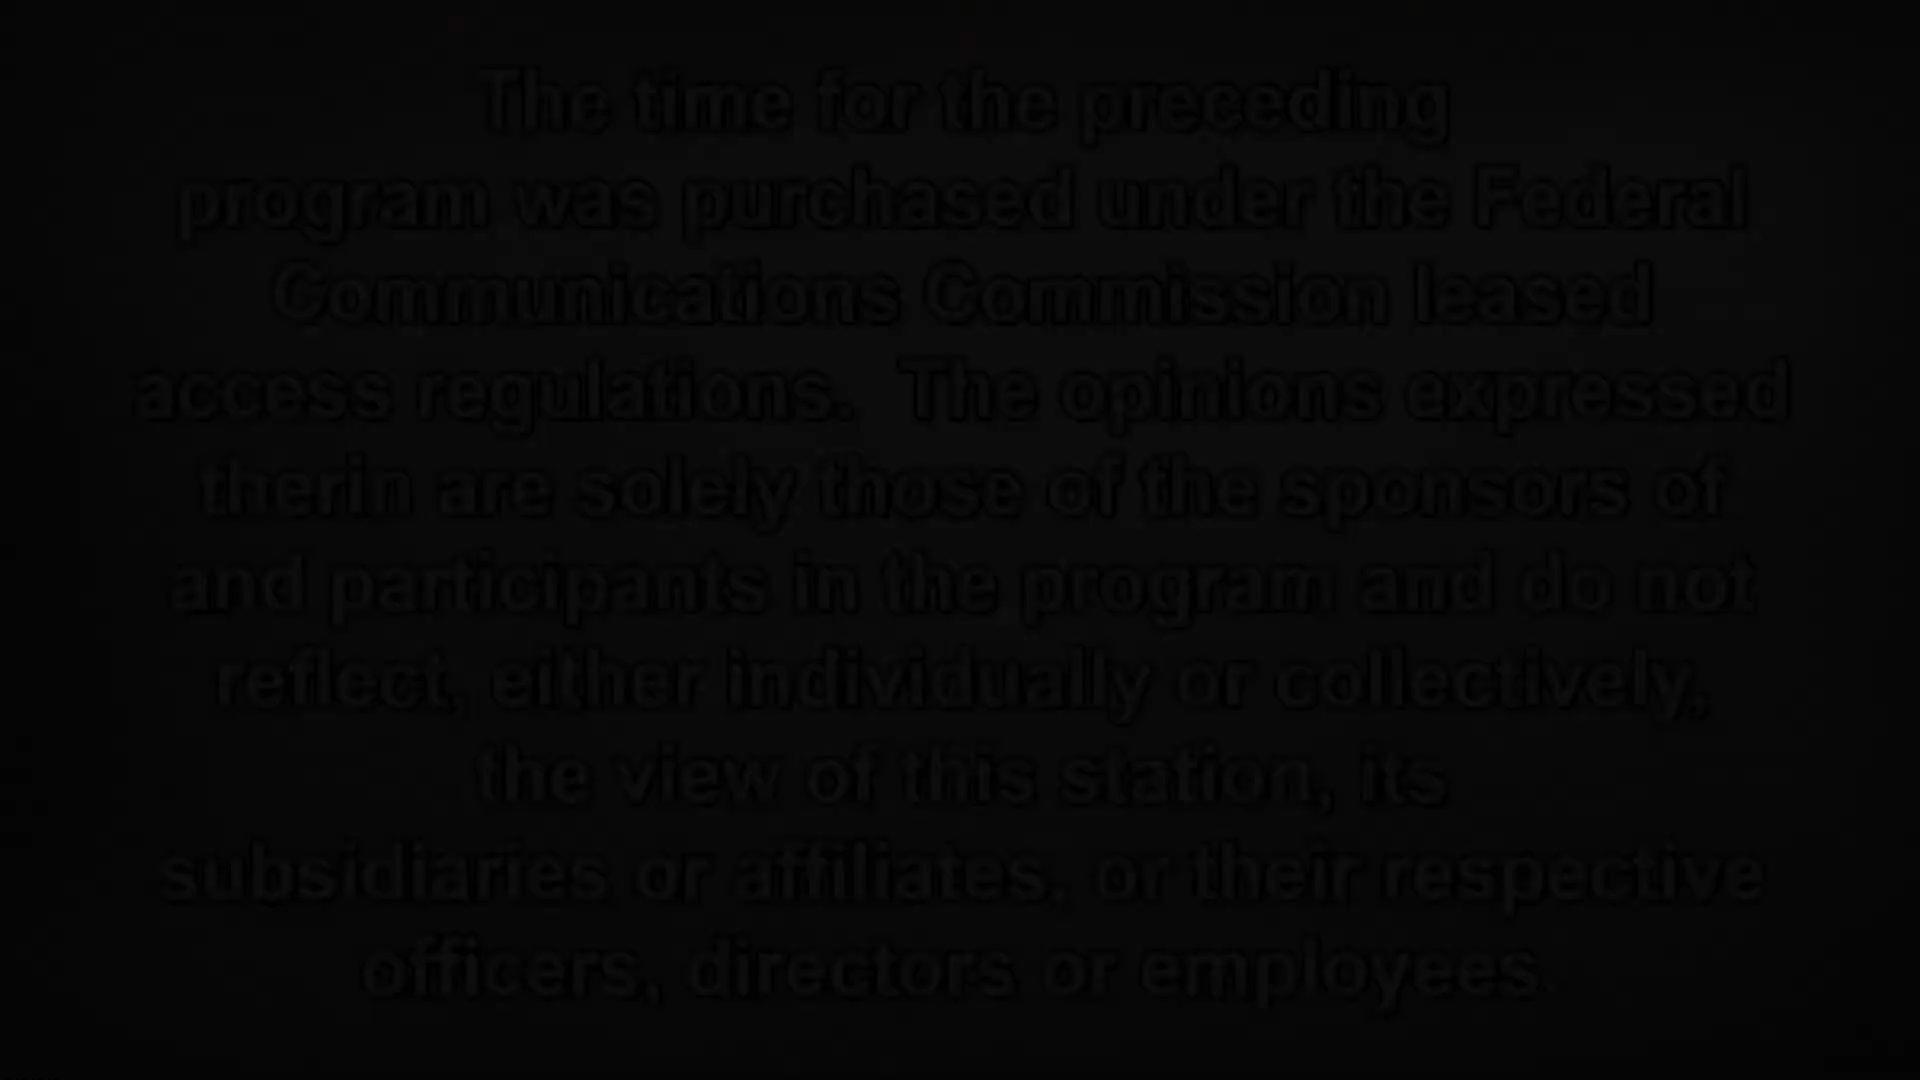 The time for the preceding
program was purchased under the Federal
Communications Commission leased
access regulations.  The opinions expressed
therin are solely those of the sponsors of
and participants in the program and do not
reflect, either individually or collectively,
the view of this station, its
subsidiaries or affiliates, or their respective
officers, directors or employees.